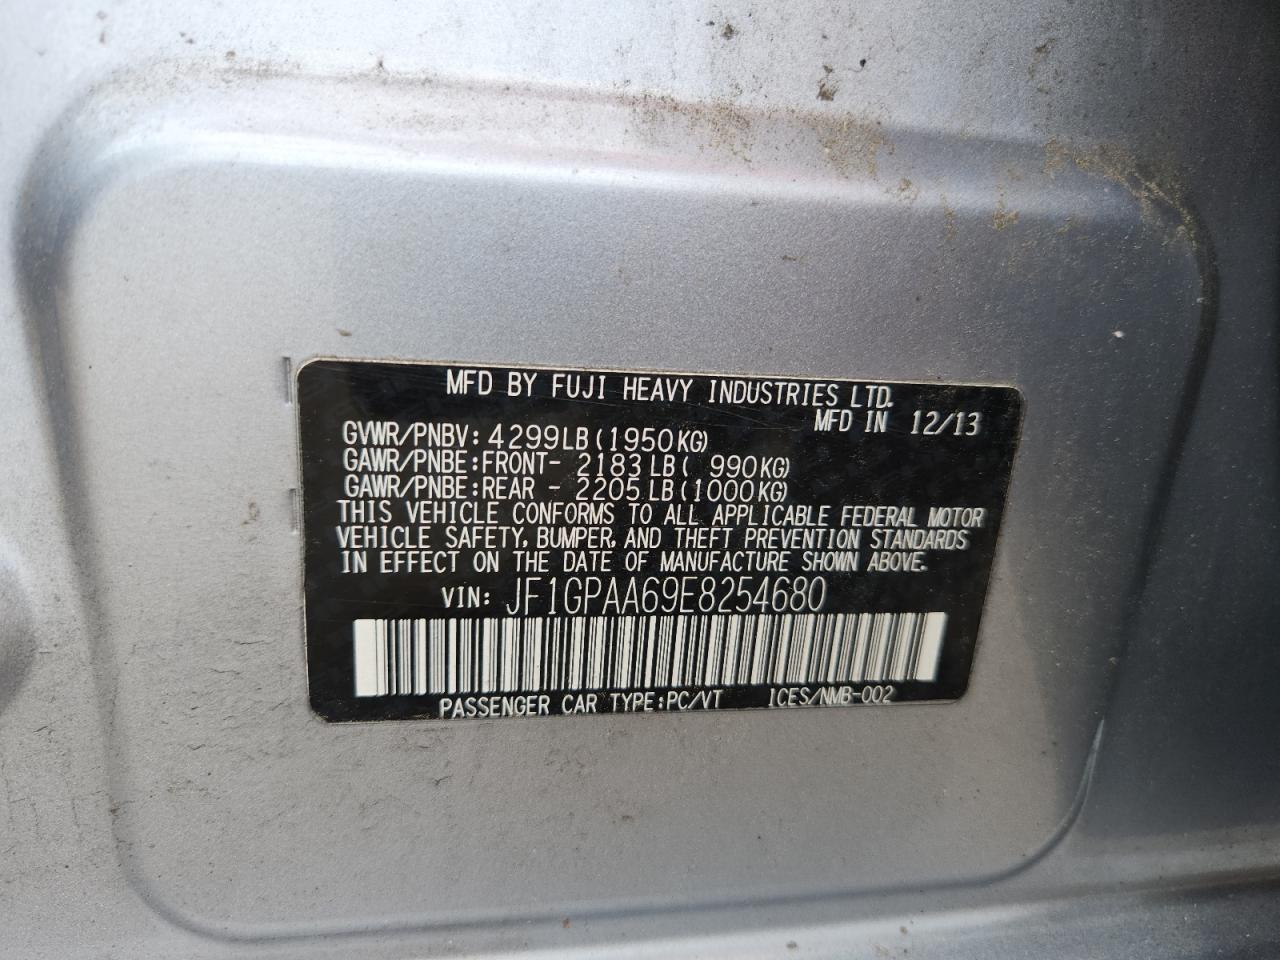 MFD BY FUJI HEAVY INDUSTRIES LTD.
MFD IN 12/13
GVWR/PNBV: 4299LB(1950KG)
GAWR/PNBE:FRONT- 2183LB( 990KG)
GAWR/PNBE:REAR - 2205LB(1000KG)
THIS VEHICLE CONFORMS TO ALL APPLICABLE FEDERAL MOTOR
VEHICLE SAFETY, BUMPER, AND THEFT PREVENTION STANDARDS
IN EFFECT ON THE DATE OF MANUFACTURE SHOWN ABOVE.
VIN: JF1GPAA69E8254680
PASSENGER CAR TYPE:PC/VT ICES/NMB-002